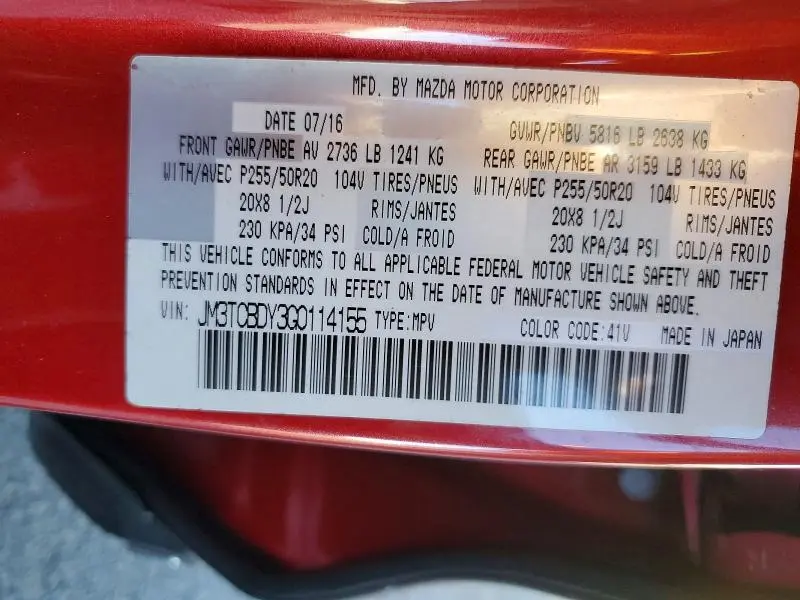 MFD. BY MAZDA MOTOR CORPORATION
DATE 07/16 GVWR/PNBV 5816 LB 2638 KG
FRONT GAWR/PNBE AV 2736 LB 1241 KG REAR GAWR/PNBE AR 3159 LB 1433 KG
WITH/AVEC P255/50R20 104V TIRES/PNEUS WITH/AVEC P255/50R20 104V TIRES/PNEUS
20X8 1/2J RIMS/JANTES 20X8 1/2J RIMS/JANTES
230 KPA/34 PSI COLD/A FROID 230 KPA/34 PSI COLD/A FROID
THIS VEHICLE CONFORMS TO ALL APPLICABLE FEDERAL MOTOR VEHICLE SAFETY AND THEFT
PREVENTION STANDARDS IN EFFECT ON THE DATE OF MANUFACTURE SHOWN ABOVE.
VIN: JM3TCBDY3G0114155 TYPE:MPV COLOR CODE:41V MADE IN JAPAN